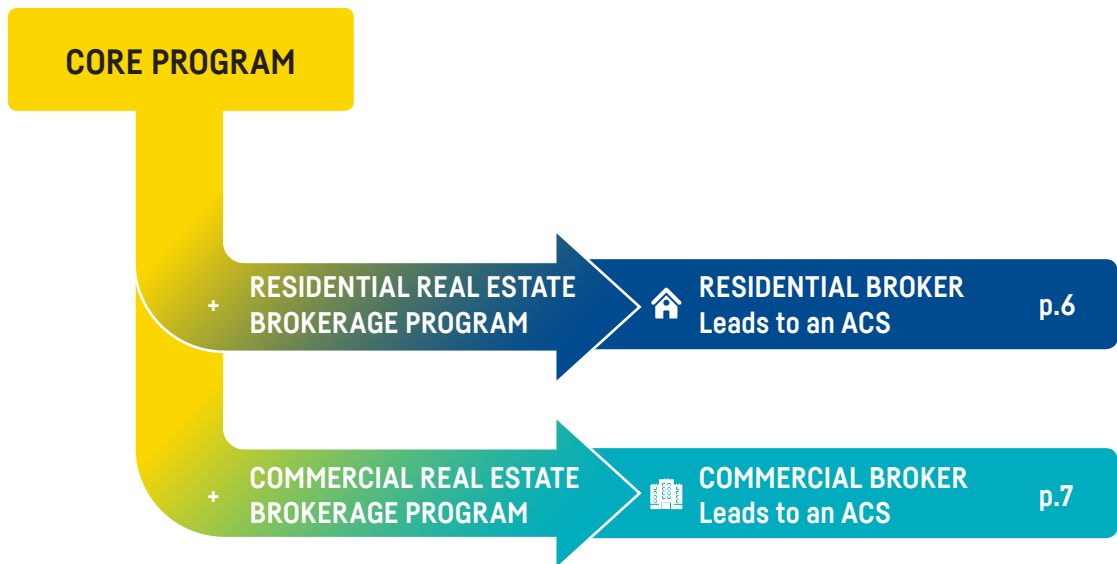 CORE PROGRAM
+ RESIDENTIAL REAL ESTATE
BROKERAGE PROGRAM
RESIDENTIAL BROKER
Leads to an ACS
p.6
+ COMMERCIAL REAL ESTATE
BROKERAGE PROGRAM
COMMERCIAL BROKER
Leads to an ACS
p.7